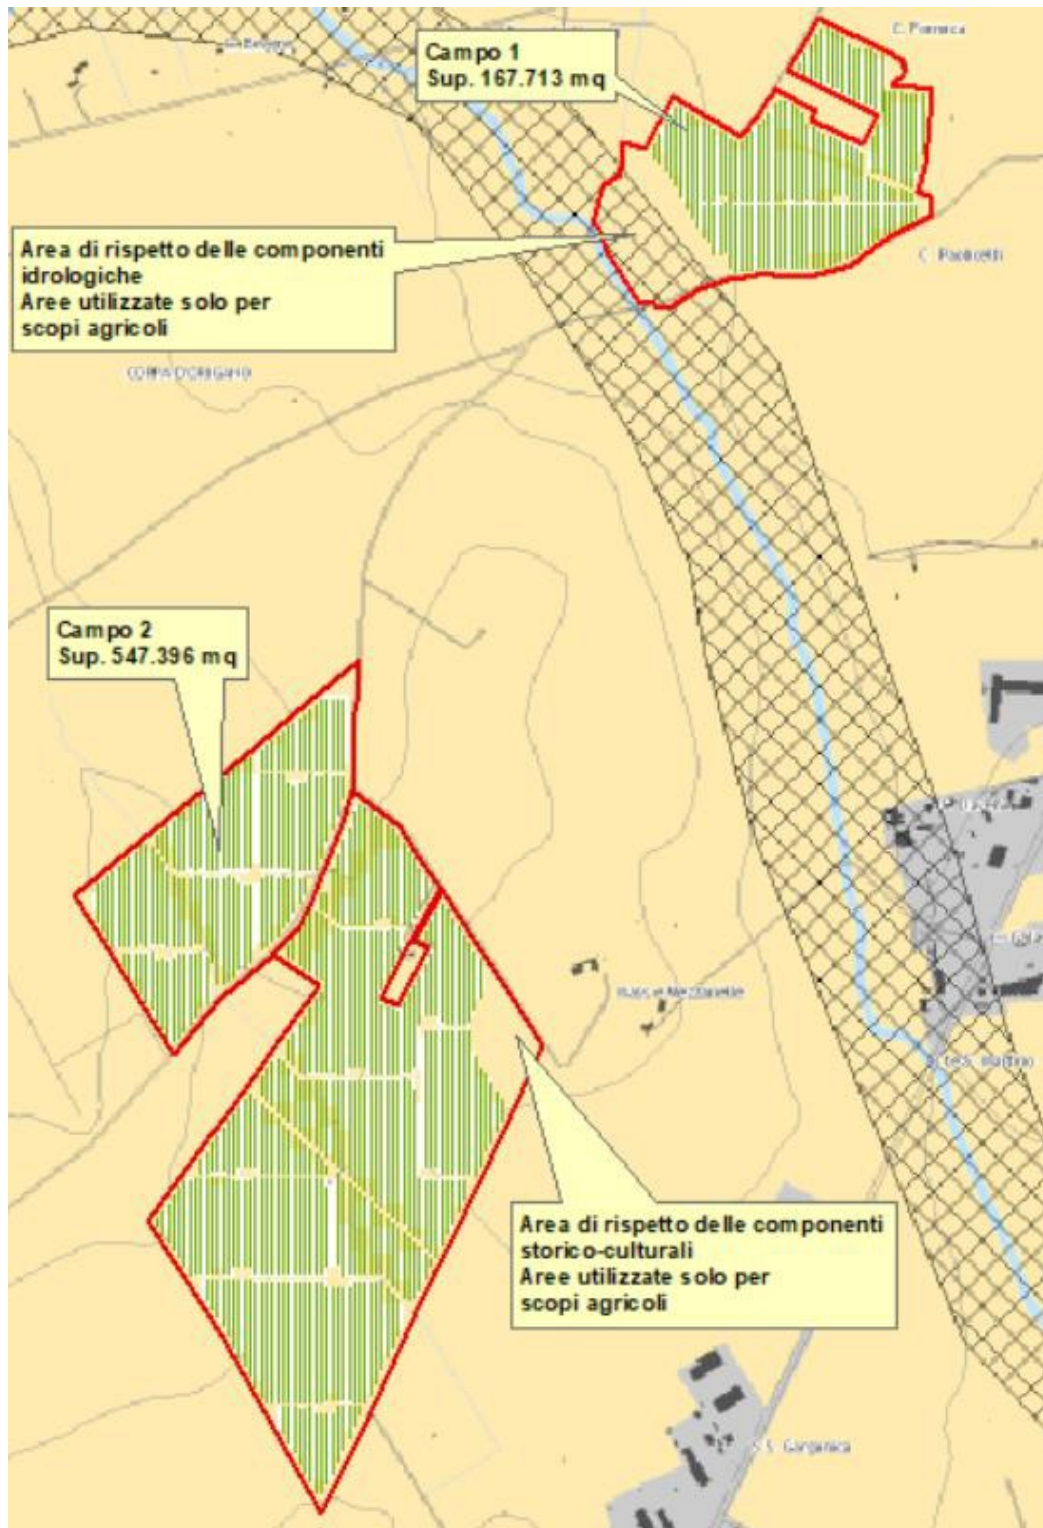 Campo 1
Sup. 167.713 mq
Area di rispetto delle componenti
idrologiche
Aree utilizzate solo per
scopi agricoli
Campo 2
Sup. 547.396 mq
Area di rispetto delle componenti
storico-culturali
Aree utilizzate solo per
scopi agricoli
S.S. Garganica